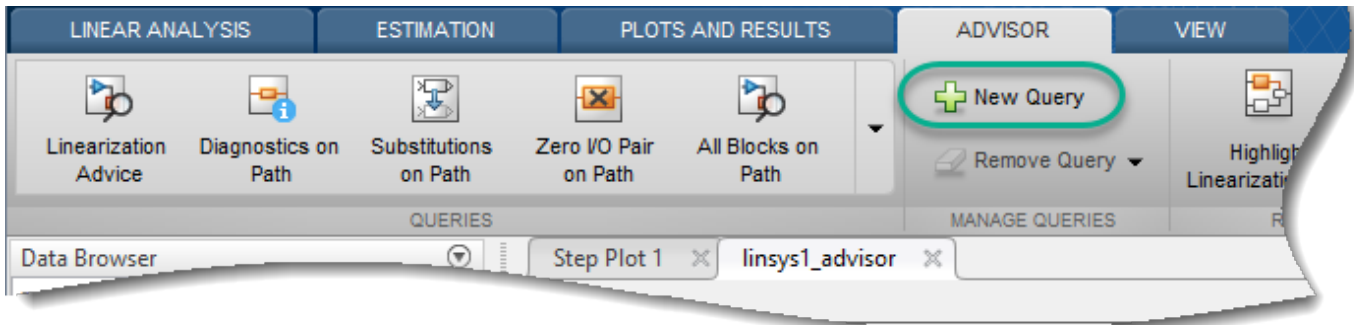 LINEAR ANALYSIS ESTIMATION PLOTS AND RESULTS ADVISOR VIEW
New Query
Linearization Diagnostics on Substitutions Zero I/O Pair All Blocks on
Advice Path on Path on Path Path
Remove Query
QUERIES MANAGE QUERIES
Data Browser Step Plot 1 linsys1_advisor